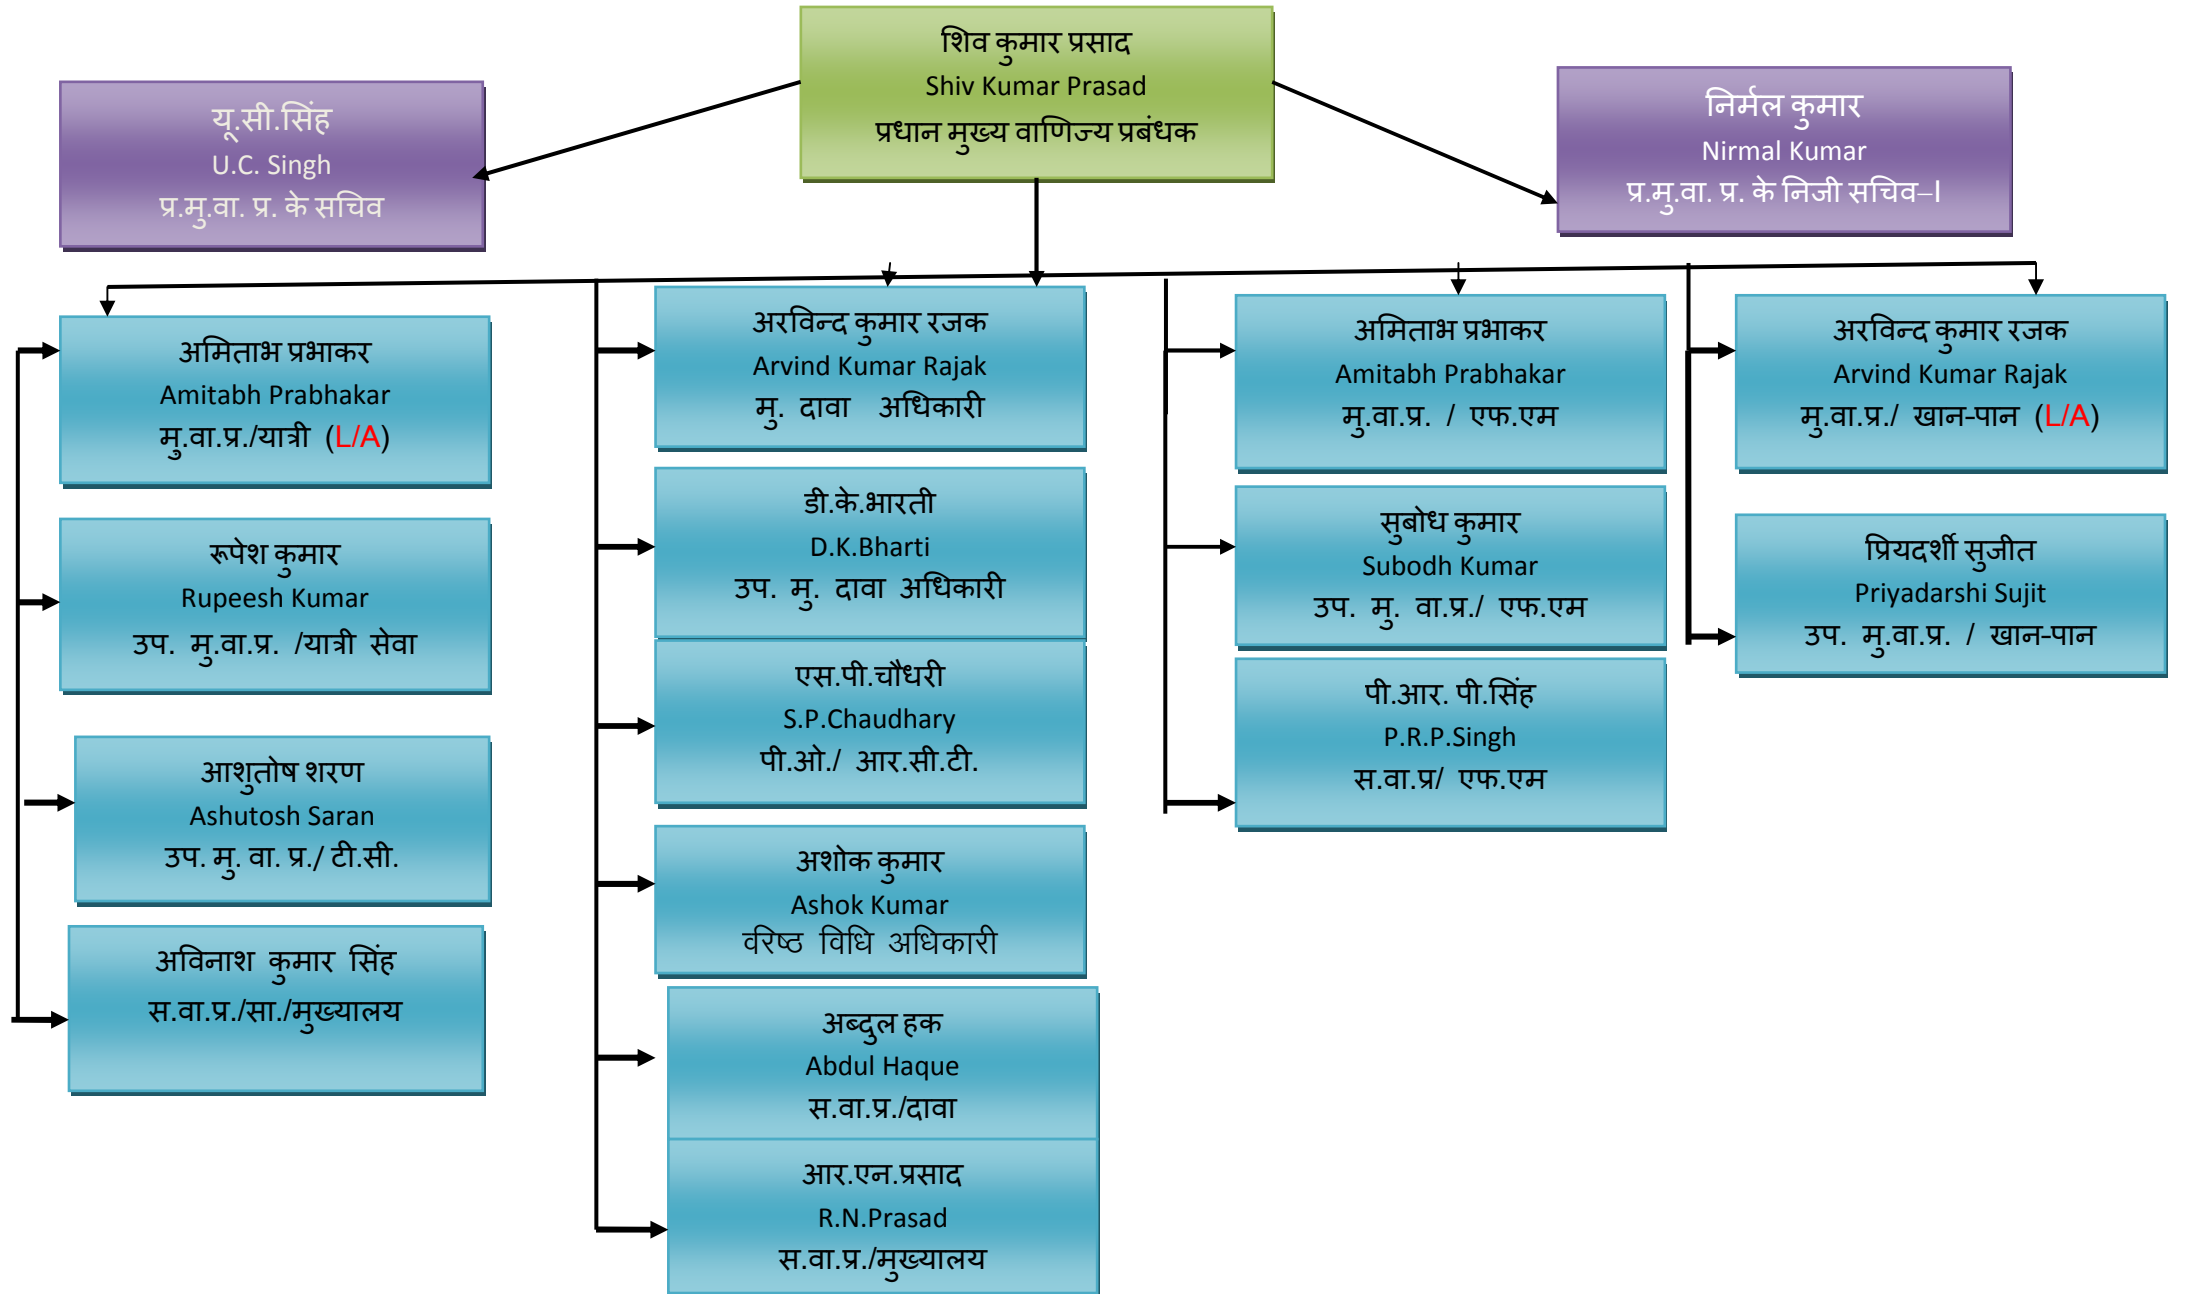 शिव कुमार प्रसाद
Shiv Kumar Prasad
प्रधान मुख्य वाणिज्य प्रबंधक
यू.सी.सिंह
U.C. Singh
प्र.मु.वा. प्र. के सचिव
निर्मल कुमार
Nirmal Kumar
प्र.मु.वा. प्र. के निजी सचिव–I
अमिताभ प्रभाकर
Amitabh Prabhakar
मु.वा.प्र./यात्री (L/A)
रूपेश कुमार
Rupeesh Kumar
उप. मु.वा.प्र. /यात्री सेवा
आशुतोष शरण
Ashutosh Saran
उप. मु. वा. प्र./ टी.सी.
अविनाश कुमार सिंह
स.वा.प्र./सा./मुख्यालय
अरविन्द कुमार रजक
Arvind Kumar Rajak
मु. दावा अधिकारी
डी.के.भारती
D.K.Bharti
उप. मु. दावा अधिकारी
एस.पी.चौधरी
S.P.Chaudhary
पी.ओ./ आर.सी.टी.
अशोक कुमार
Ashok Kumar
वरिष्ठ विधि अधिकारी
अब्दुल हक
Abdul Haque
स.वा.प्र./दावा
आर.एन.प्रसाद
R.N.Prasad
स.वा.प्र./मुख्यालय
अमिताभ प्रभाकर
Amitabh Prabhakar
मु.वा.प्र. / एफ.एम
सुबोध कुमार
Subodh Kumar
उप. मु. वा.प्र./ एफ.एम
पी.आर. पी.सिंह
P.R.P.Singh
स.वा.प्र/ एफ.एम
अरविन्द कुमार रजक
Arvind Kumar Rajak
मु.वा.प्र./ खान-पान (L/A)
प्रियदर्शी सुजीत
Priyadarshi Sujit
उप. मु.वा.प्र. / खान-पान